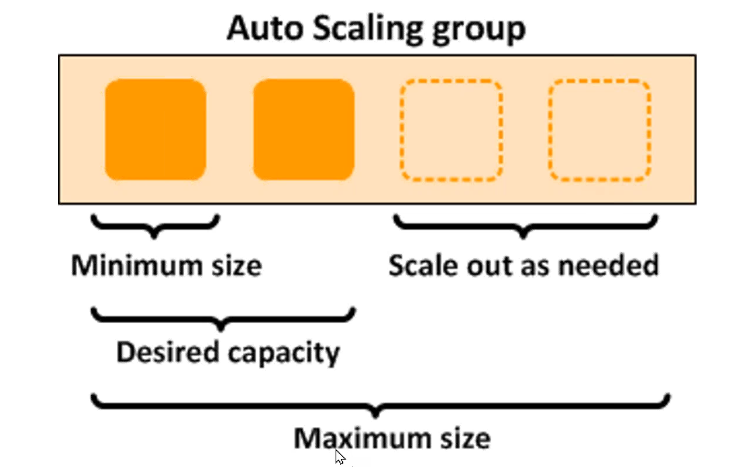 Auto Scaling group
Minimum size
Scale out as needed
Desired capacity
Maximum size